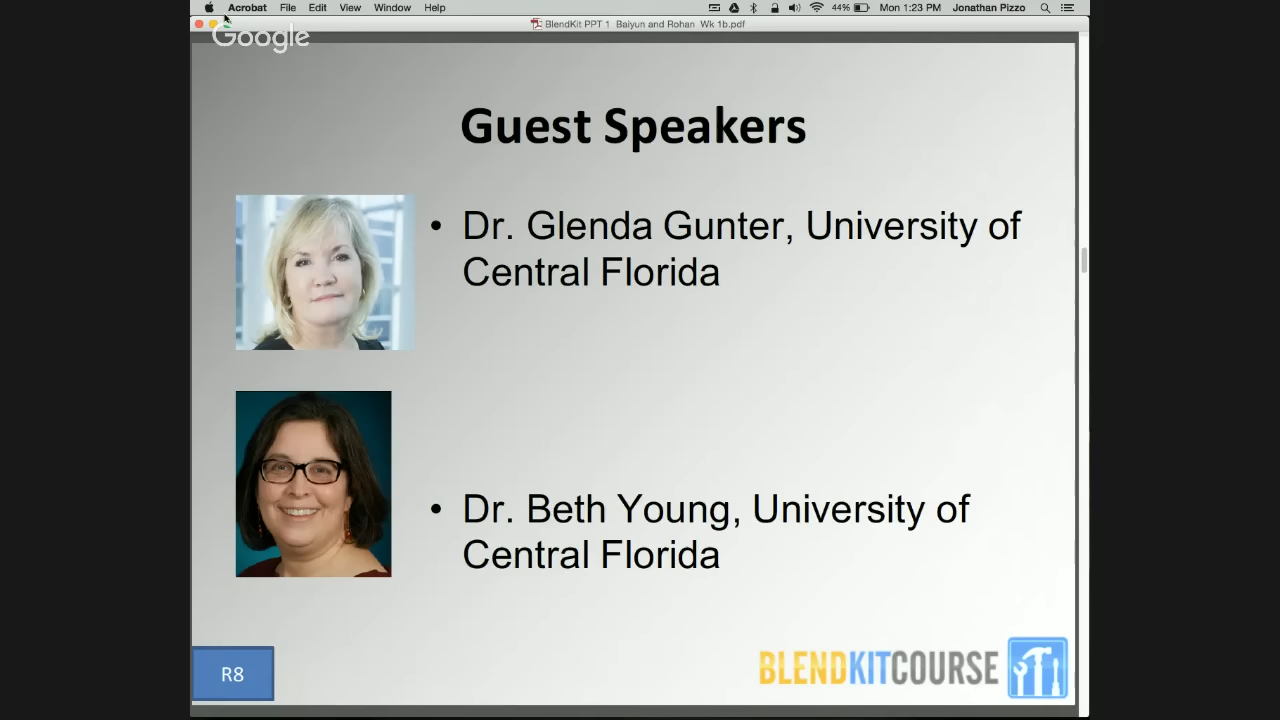 Acrobat File Edit View Window Help 44% Mon 1:23 PM Jonathan Pizzo
BlendKit PPT 1 Baiyun and Rohan Wk 1b.pdf
Google
Guest Speakers
• Dr. Glenda Gunter, University of
Central Florida
• Dr. Beth Young, University of
Central Florida
R8
BLENDKITCOURSE